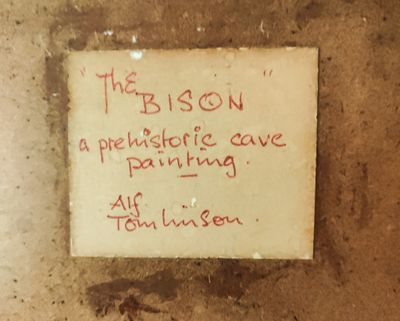 "The
BISON"
a prehistoric cave
painting.
Alf.
Tomlinson.